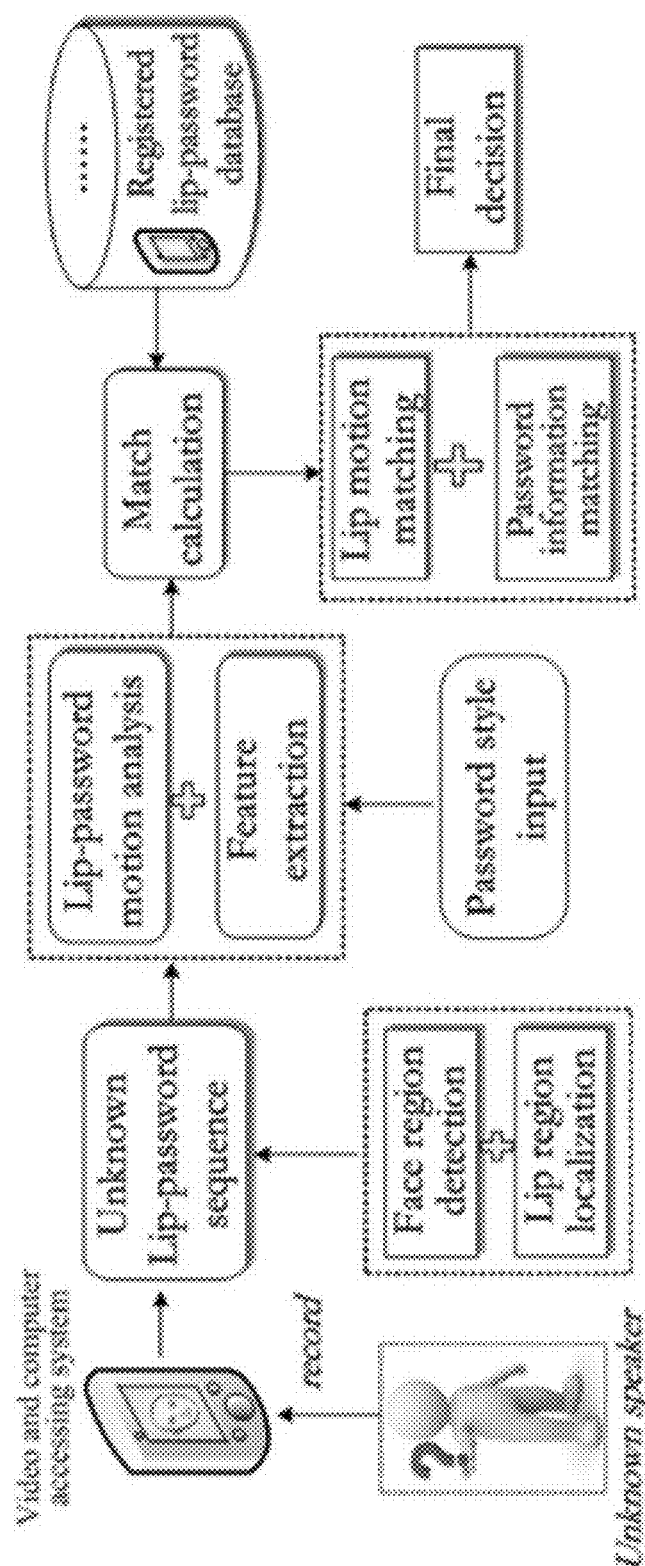 Video and computer
accessing system
record
?
Unknown speaker
Unknown
Lip-password
sequence
Face region
detection
Lip region
localization
Lip-password
motion analysis
Feature
extraction
Password style
input
Match
calculation
......
Registered
lip-password
database
Lip motion
matching
Password
information
matching
Final
decision